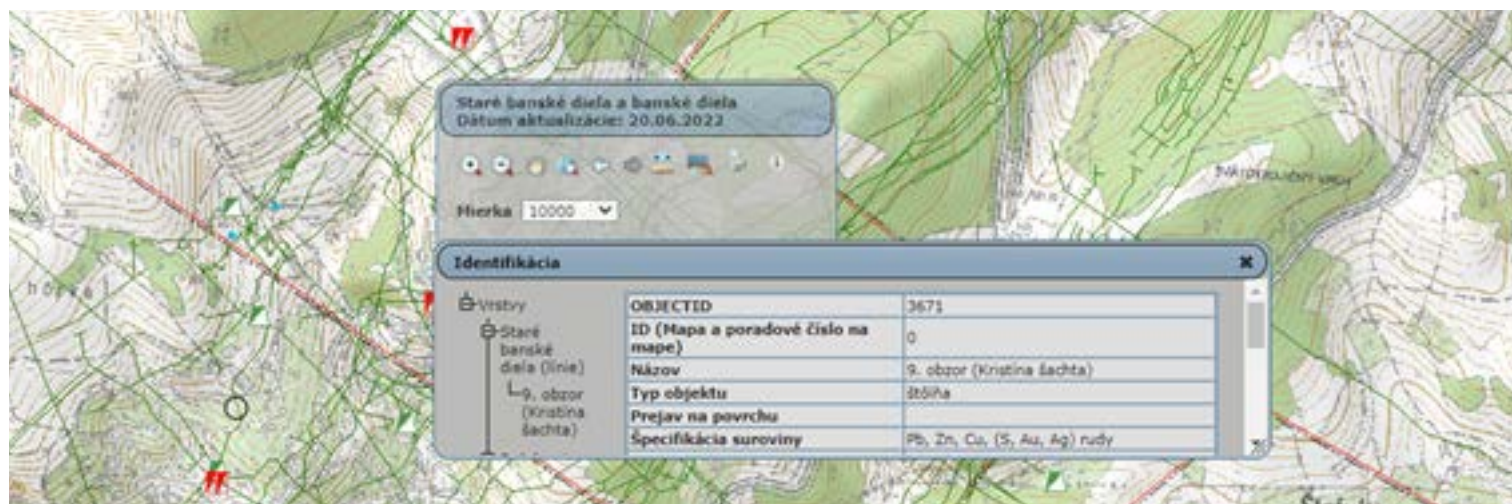 Staré banské diela a banské diela
Dátum aktualizácie: 20.06.2022
Mierka 10000
Identifikácia
Vrstvy
Staré
banské
diela (línie)
9. obzor
(Kristina
šachta)
OBJECTID 3671
ID (Mapa a poradové číslo na
mape) 0
Názov 9. obzor (Kristina šachta)
Typ objektu štôlňa
Prejav na povrchu
Špecifikácia suroviny Pb, Zn, Cu, (S, Au, Ag) rudy